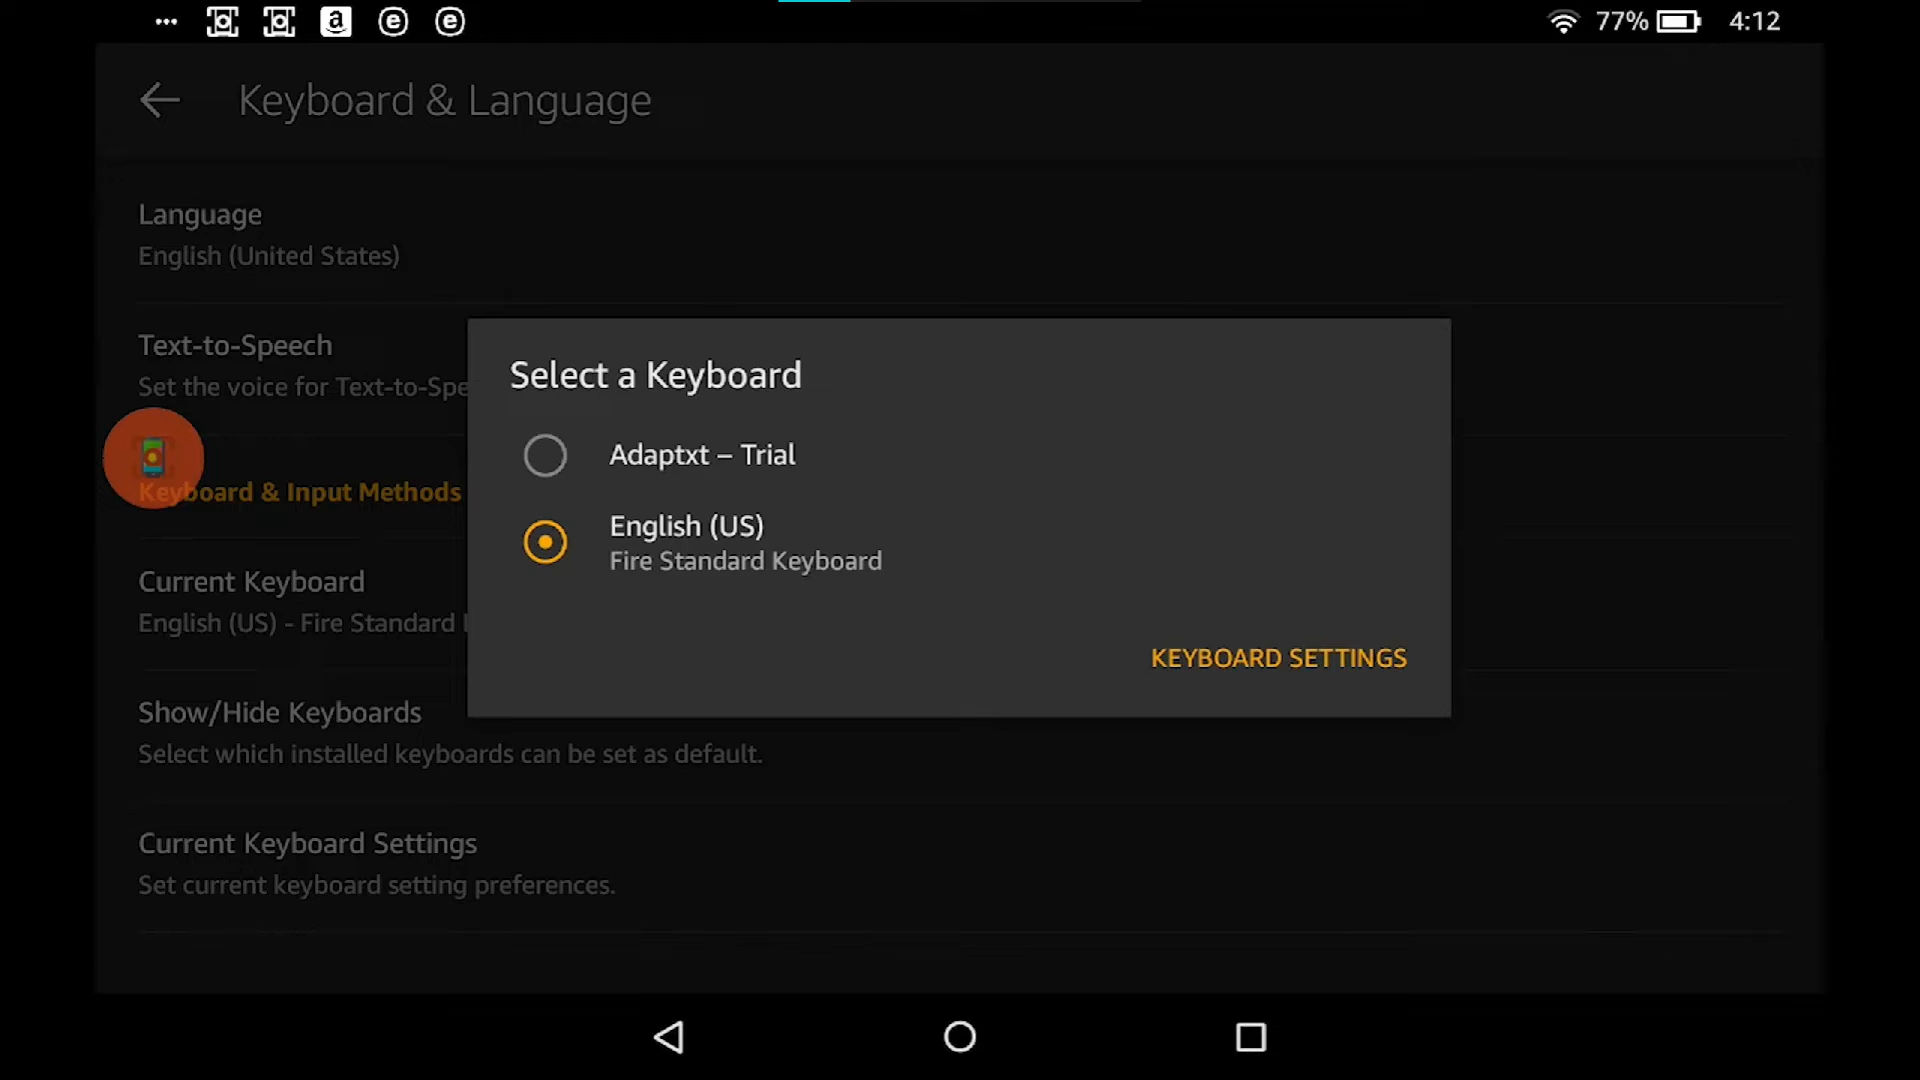 77% 4:12
Keyboard & Language
Language
English (United States)
Text-to-Speech
Set the voice for Text-to-Spe
Keyboard & Input Methods
Current Keyboard
English (US) - Fire Standard
Show/Hide Keyboards
Select which installed keyboards can be set as default.
Current Keyboard Settings
Set current keyboard setting preferences.
Select a Keyboard
Adaptxt – Trial
English (US)
Fire Standard Keyboard
KEYBOARD SETTINGS